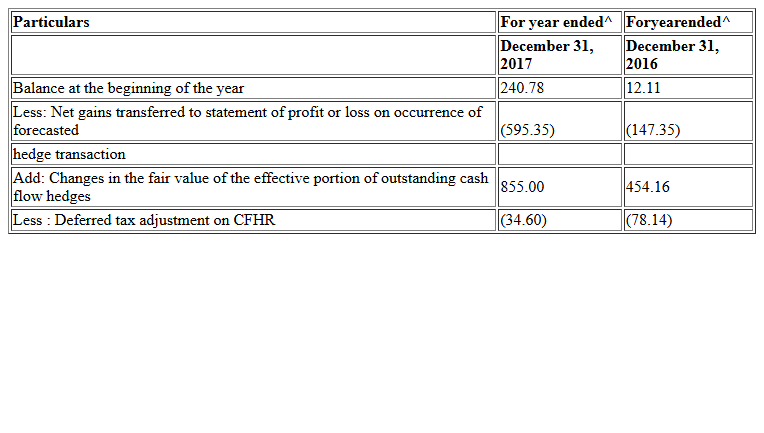 Particulars For year ended^ Foryearended^
December 31, December 31,
2017 2016
Balance at the beginning of the year 240.78 12.11
Less: Net gains transferred to statement of profit or loss on occurrence of
forecasted (595.35) (147.35)
hedge transaction
Add: Changes in the fair value of the effective portion of outstanding cash
flow hedges 855.00 454.16
Less : Deferred tax adjustment on CFHR (34.60) (78.14)